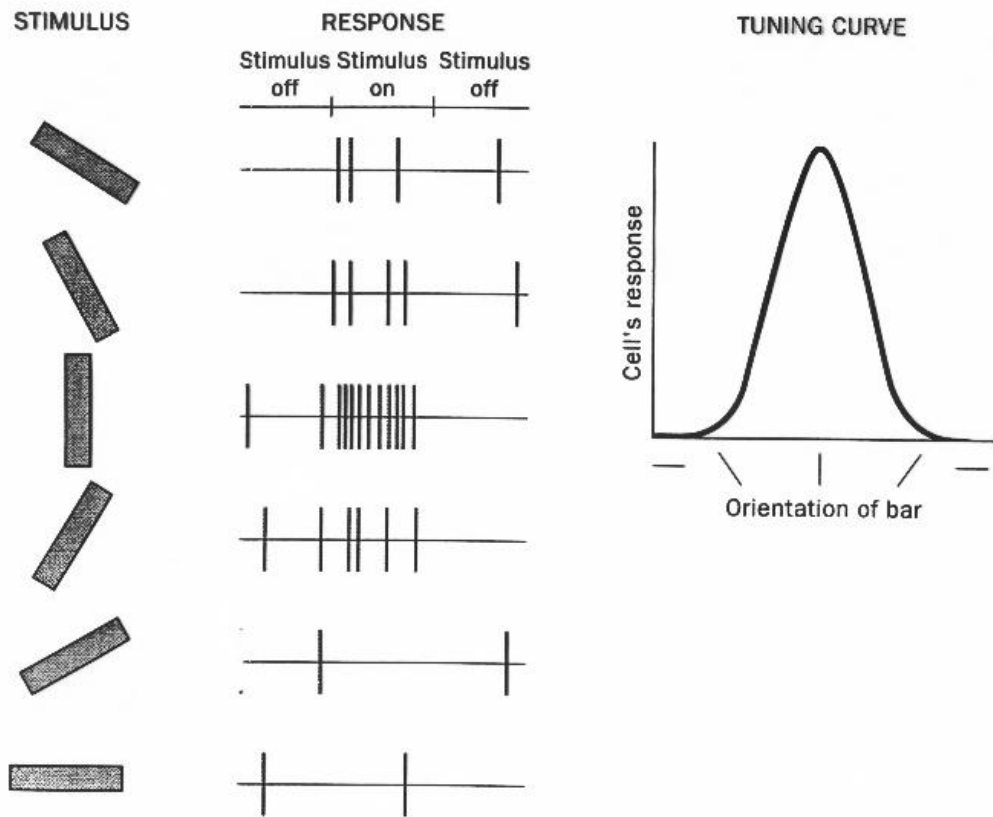 STIMULUS
RESPONSE
TUNING CURVE
Stimulus off
Stimulus on
Stimulus off
Cell's response
Orientation of bar